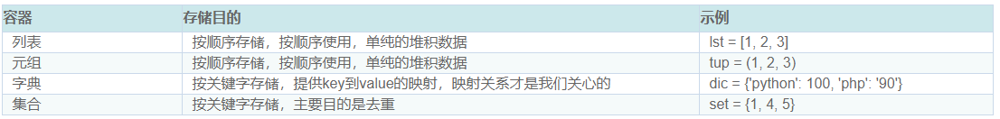 容器 存储目的 示例
列表 按顺序存储，按顺序使用，单纯的堆积数据 lst = [1, 2, 3]
元组 按顺序存储，按顺序使用，单纯的堆积数据 tup = (1, 2, 3)
字典 按关键字存储，提供key到value的映射，映射关系才是我们关心的 dic = {'python': 100, 'php': '90'}
集合 按关键字存储，主要目的是去重 set = {1, 4, 5}